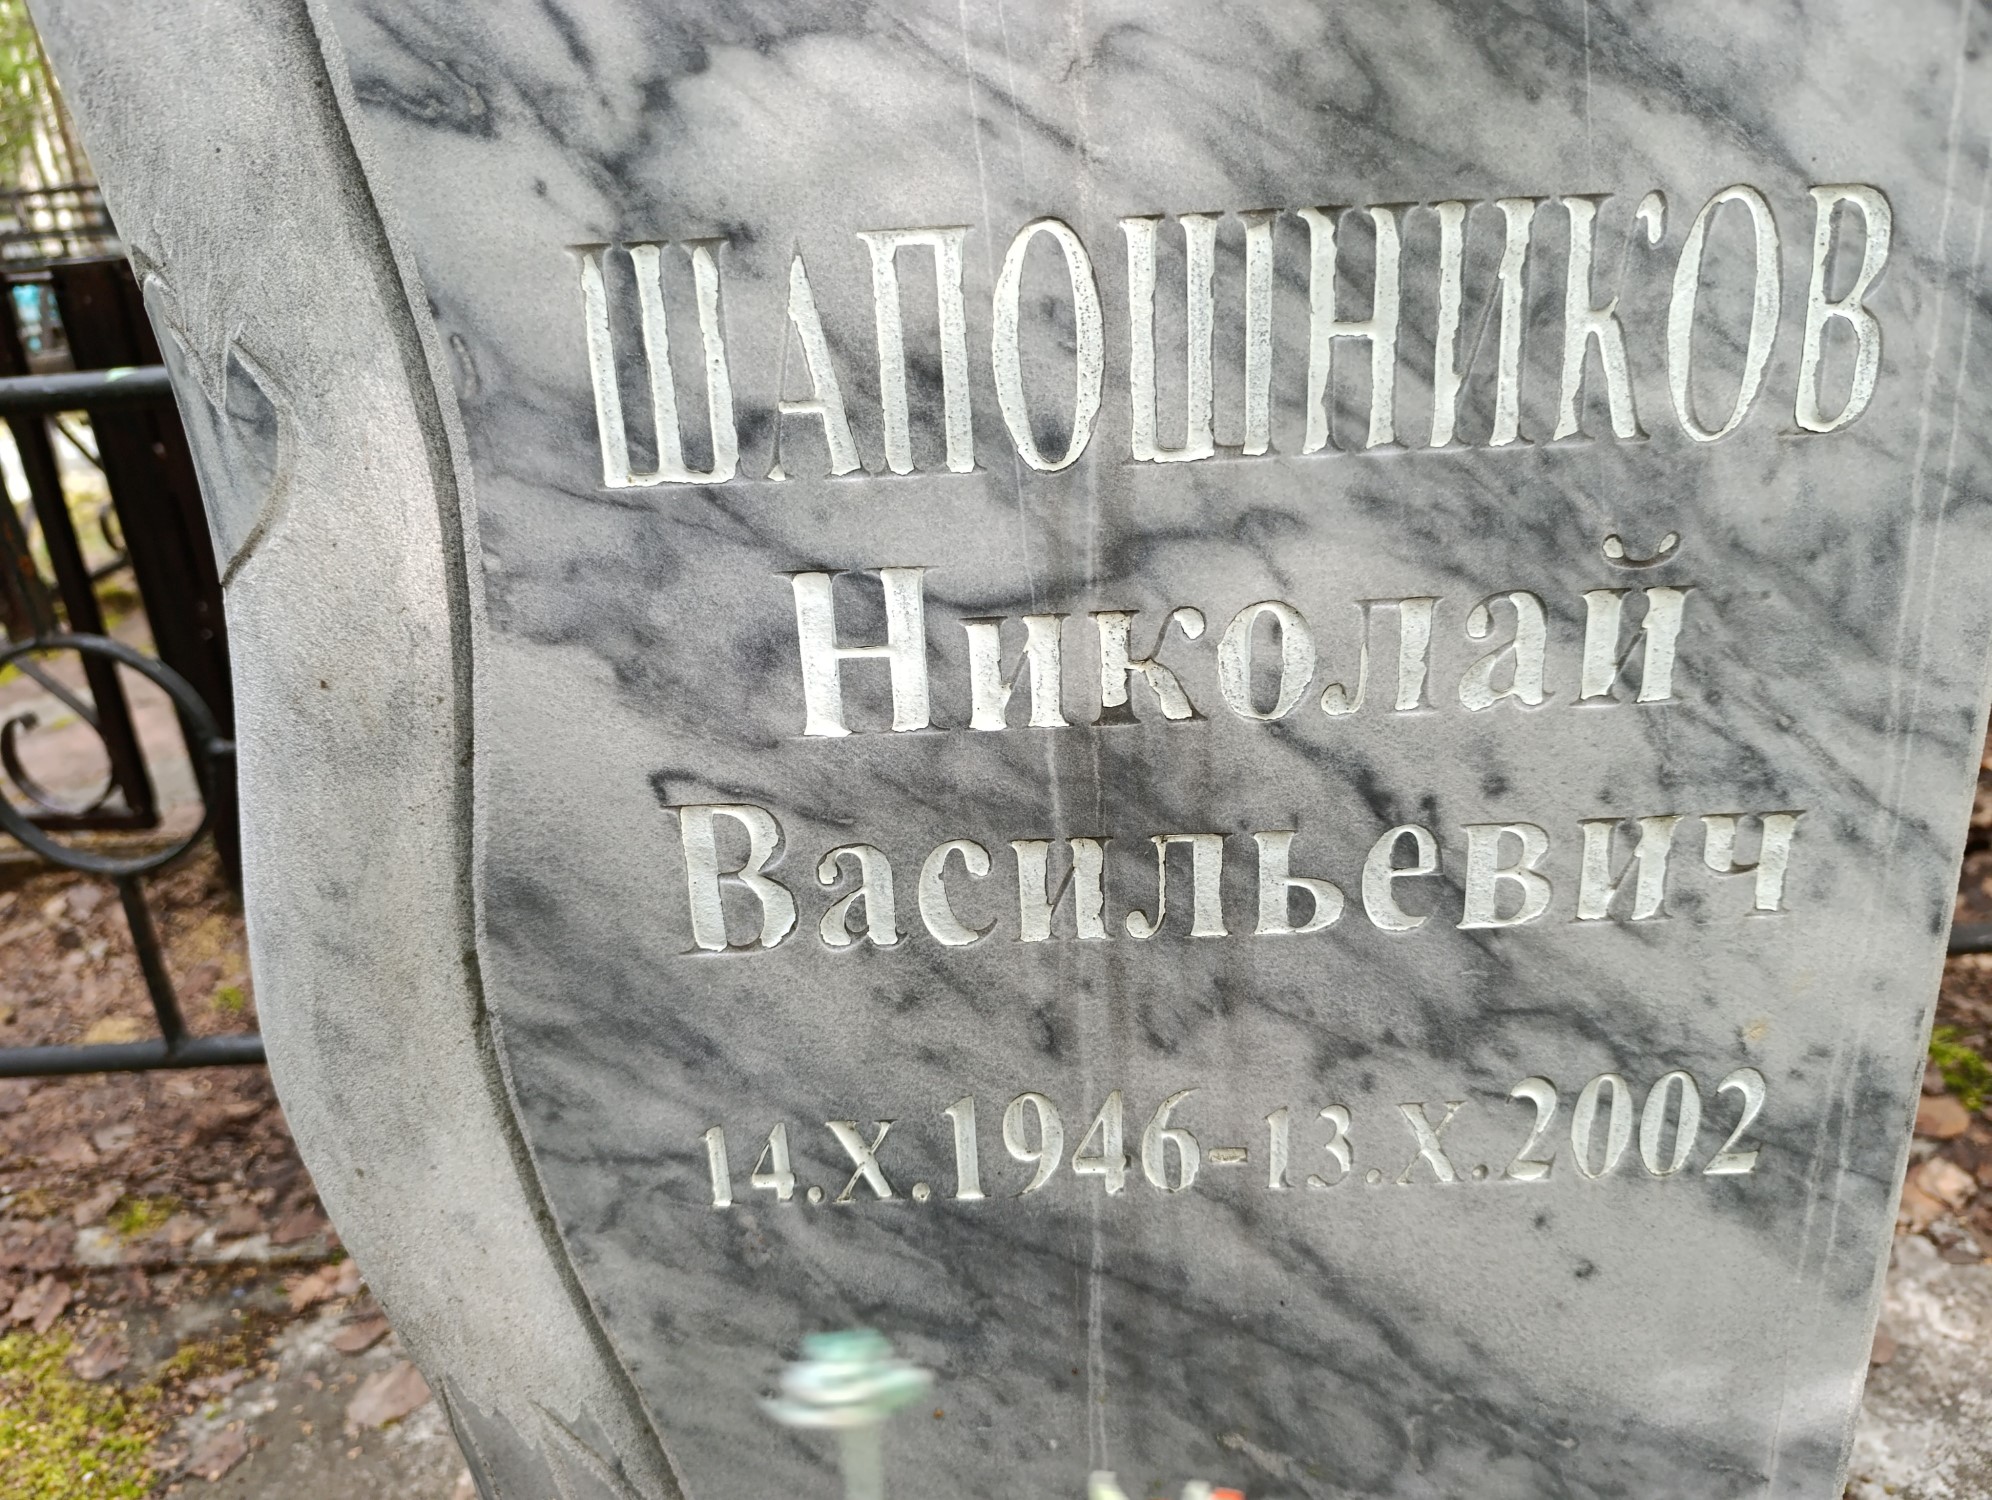 ШАПОШНИКОВ
Николай
Васильевич
14.X.1946-13.X.2002